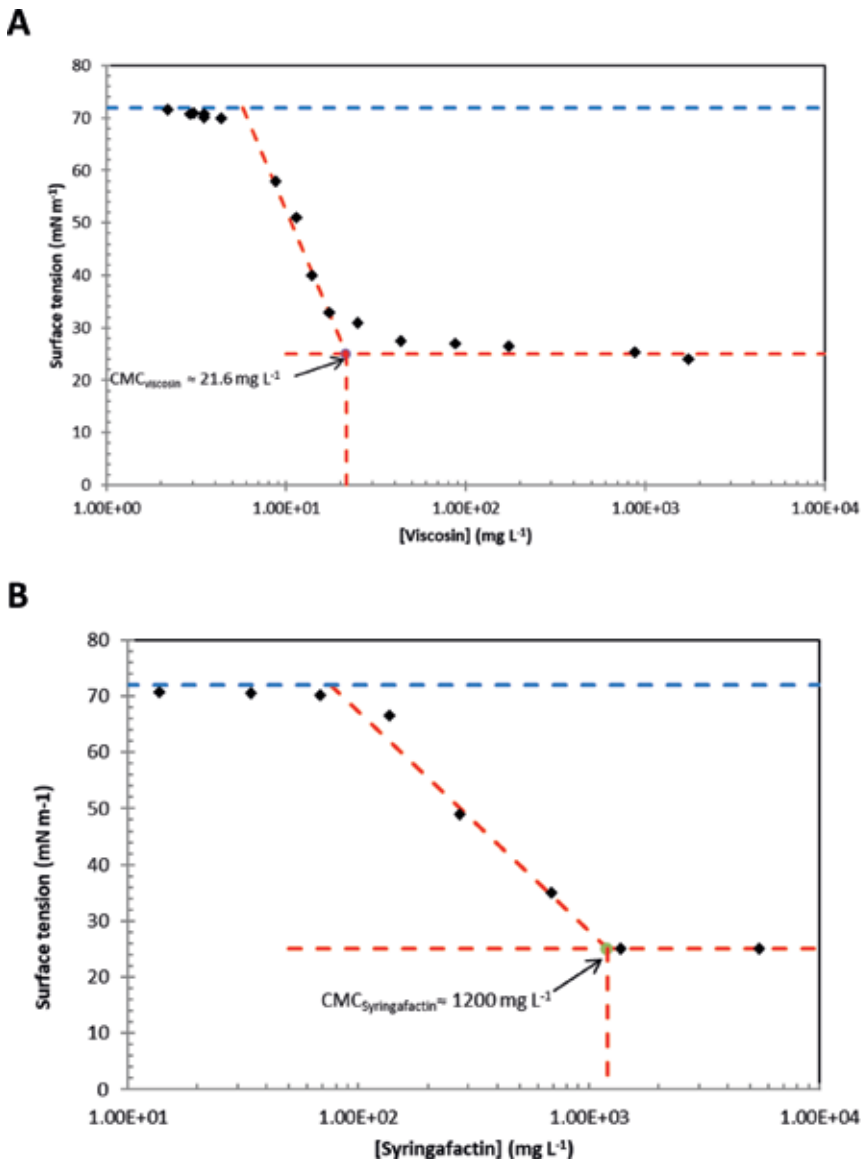 A
80
70
60
50
40
30
20
10
0
Surface tension (mN m-1)
CMCviscosin ≈ 21.6 mg L-1
1.00E+00 1.00E+01 1.00E+02 1.00E+03 1.00E+04
[Viscosin] (mg L-1)
B
80
70
60
50
40
30
20
10
0
Surface tension (mN m-1)
CMCSyringafactin≈ 1200 mg L-1
1.00E+01 1.00E+02 1.00E+03 1.00E+04
[Syringafactin] (mg L-1)